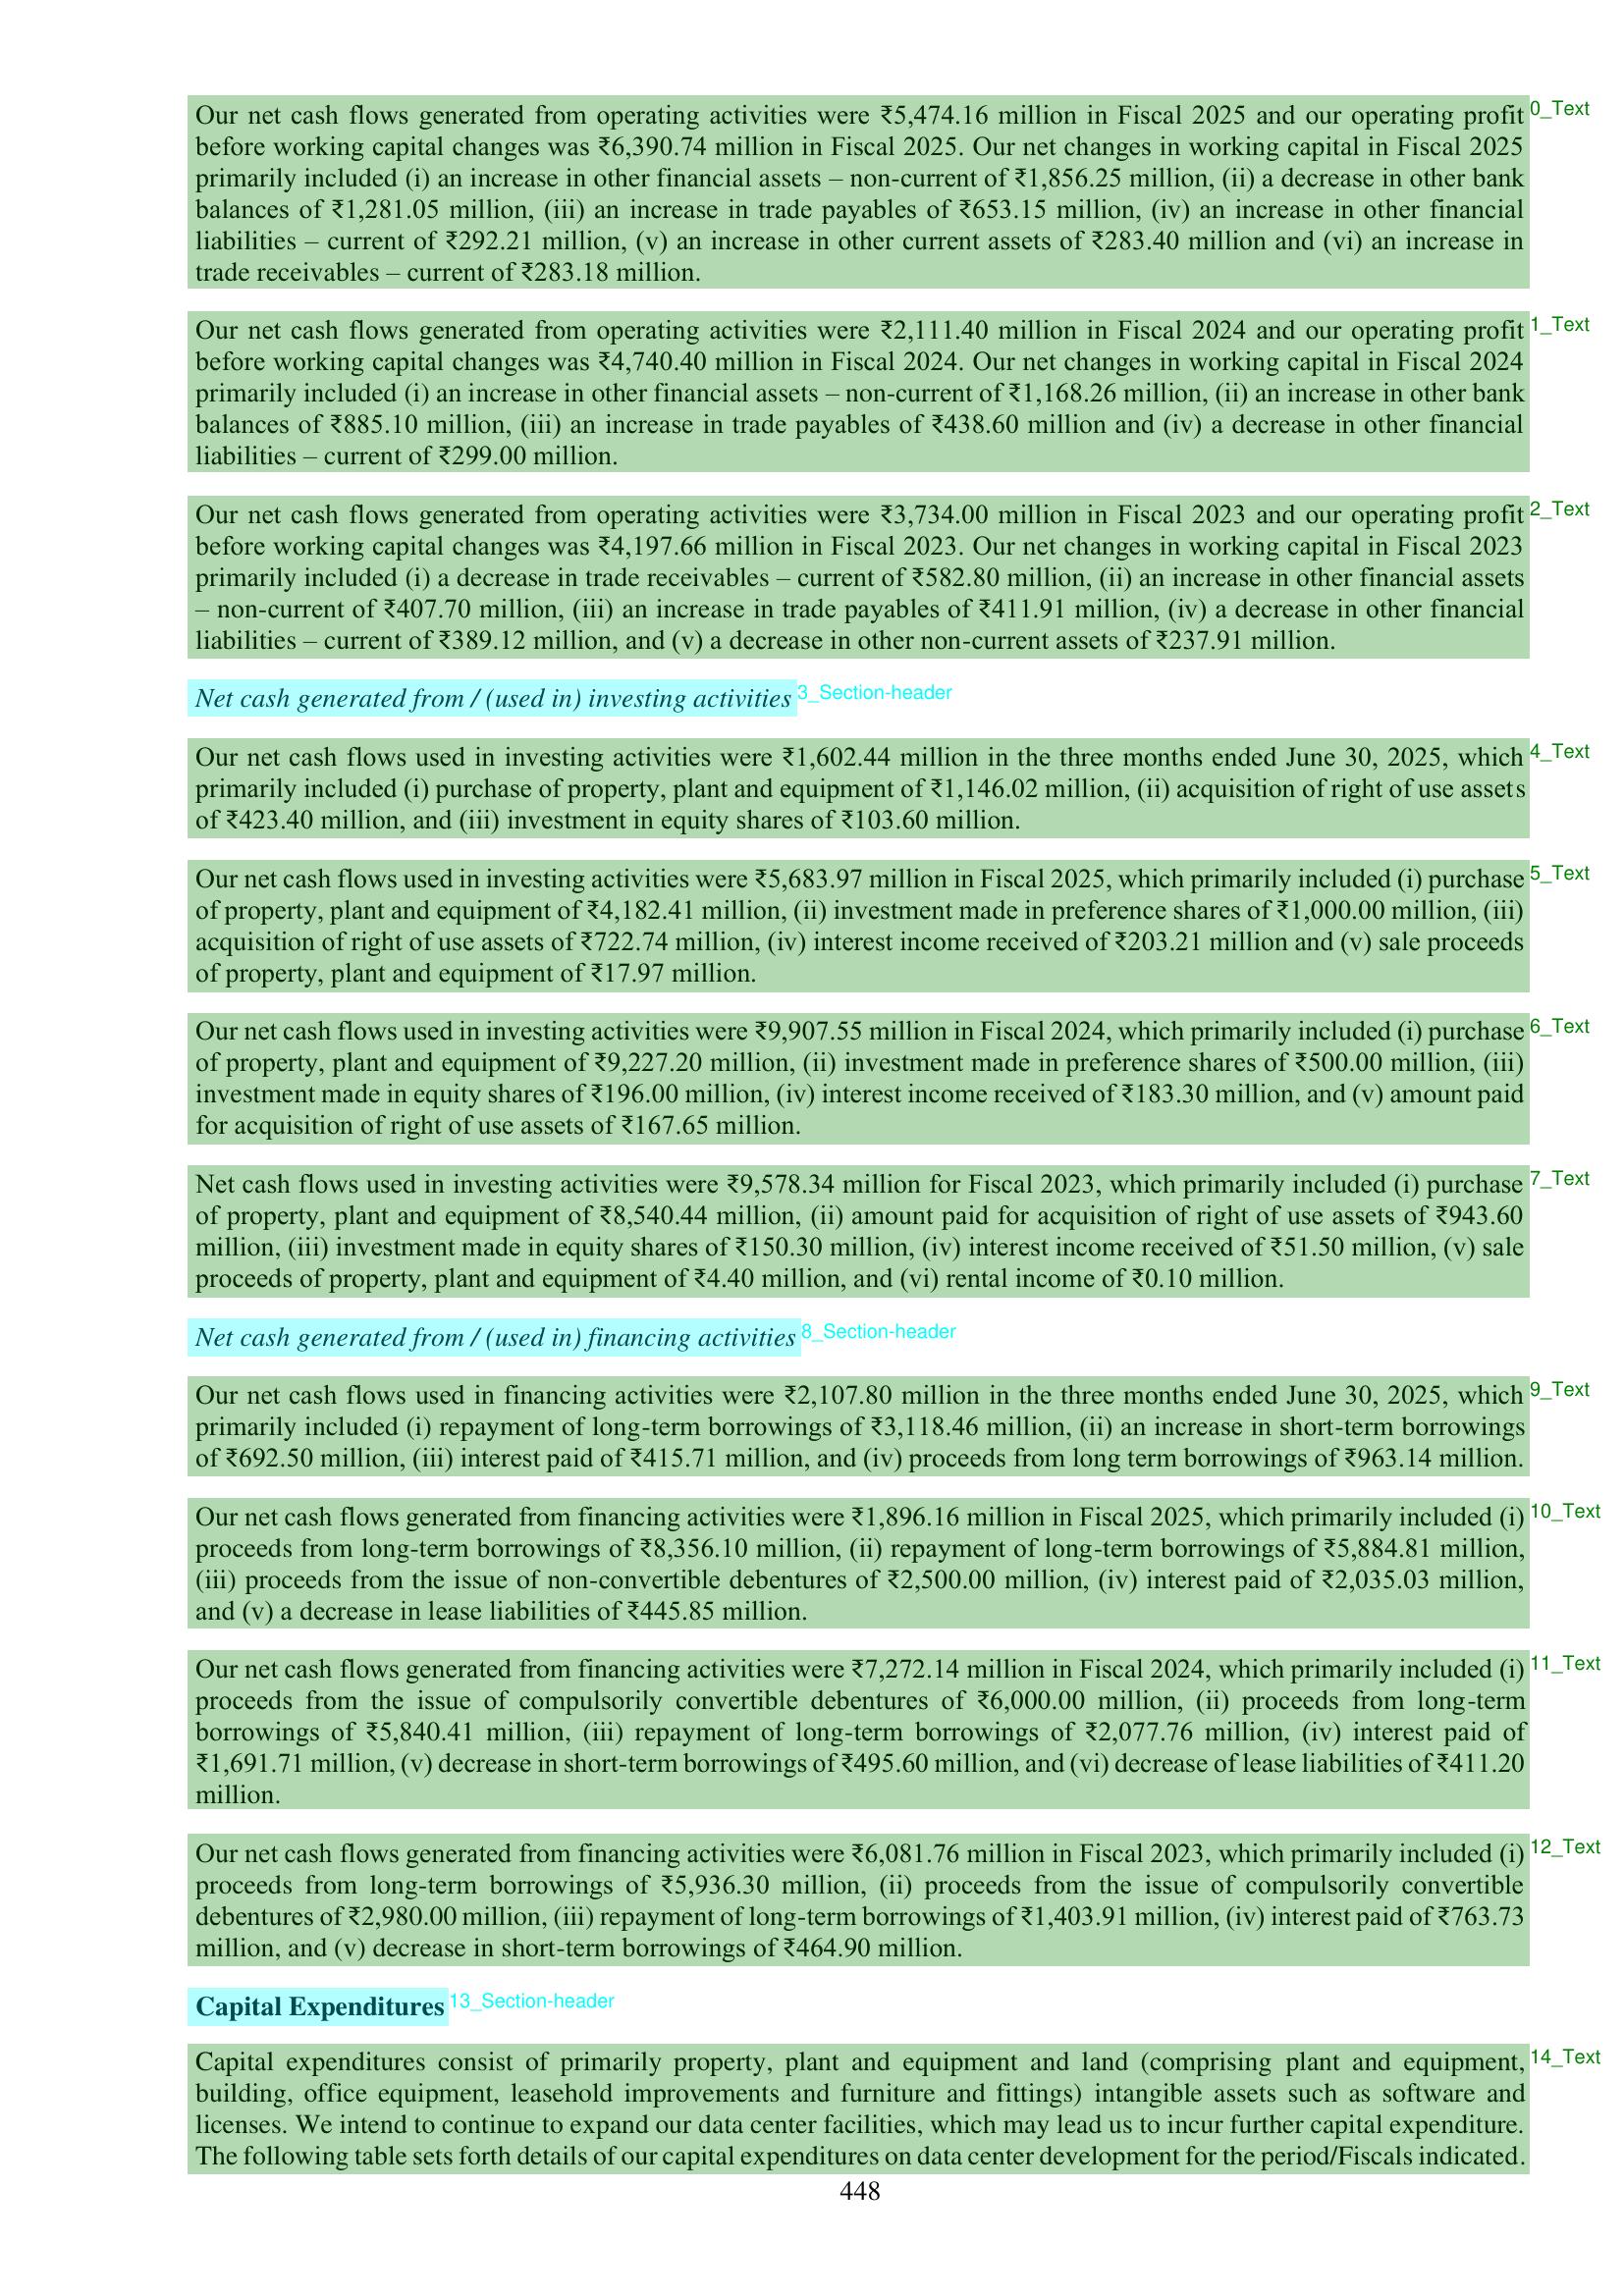 Our net cash flows generated from operating activities were ₹5,474.16 million in Fiscal 2025 and our operating profit 0_Text
before working capital changes was ₹6,390.74 million in Fiscal 2025. Our net changes in working capital in Fiscal 2025
primarily included (i) an increase in other financial assets – non-current of ₹1,856.25 million, (ii) a decrease in other bank
balances of ₹1,281.05 million, (iii) an increase in trade payables of ₹653.15 million, (iv) an increase in other financial
liabilities – current of ₹292.21 million, (v) an increase in other current assets of ₹283.40 million and (vi) an increase in
trade receivables – current of ₹283.18 million.
Our net cash flows generated from operating activities were ₹2,111.40 million in Fiscal 2024 and our operating profit 1_Text
before working capital changes was ₹4,740.40 million in Fiscal 2024. Our net changes in working capital in Fiscal 2024
primarily included (i) an increase in other financial assets – non-current of ₹1,168.26 million, (ii) an increase in other bank
balances of ₹885.10 million, (iii) an increase in trade payables of ₹438.60 million and (iv) a decrease in other financial
liabilities – current of ₹299.00 million.
Our net cash flows generated from operating activities were ₹3,734.00 million in Fiscal 2023 and our operating profit 2_Text
before working capital changes was ₹4,197.66 million in Fiscal 2023. Our net changes in working capital in Fiscal 2023
primarily included (i) a decrease in trade receivables – current of ₹582.80 million, (ii) an increase in other financial assets
– non-current of ₹407.70 million, (iii) an increase in trade payables of ₹411.91 million, (iv) a decrease in other financial
liabilities – current of ₹389.12 million, and (v) a decrease in other non-current assets of ₹237.91 million.
Net cash generated from / (used in) investing activities 3_Section-header
Our net cash flows used in investing activities were ₹1,602.44 million in the three months ended June 30, 2025, which 4_Text
primarily included (i) purchase of property, plant and equipment of ₹1,146.02 million, (ii) acquisition of right of use assets
of ₹423.40 million, and (iii) investment in equity shares of ₹103.60 million.
Our net cash flows used in investing activities were ₹5,683.97 million in Fiscal 2025, which primarily included (i) purchase 5_Text
of property, plant and equipment of ₹4,182.41 million, (ii) investment made in preference shares of ₹1,000.00 million, (iii)
acquisition of right of use assets of ₹722.74 million, (iv) interest income received of ₹203.21 million and (v) sale proceeds
of property, plant and equipment of ₹17.97 million.
Our net cash flows used in investing activities were ₹9,907.55 million in Fiscal 2024, which primarily included (i) purchase 6_Text
of property, plant and equipment of ₹9,227.20 million, (ii) investment made in preference shares of ₹500.00 million, (iii)
investment made in equity shares of ₹196.00 million, (iv) interest income received of ₹183.30 million, and (v) amount paid
for acquisition of right of use assets of ₹167.65 million.
Net cash flows used in investing activities were ₹9,578.34 million for Fiscal 2023, which primarily included (i) purchase 7_Text
of property, plant and equipment of ₹8,540.44 million, (ii) amount paid for acquisition of right of use assets of ₹943.60
million, (iii) investment made in equity shares of ₹150.30 million, (iv) interest income received of ₹51.50 million, (v) sale
proceeds of property, plant and equipment of ₹4.40 million, and (vi) rental income of ₹0.10 million.
Net cash generated from / (used in) financing activities 8_Section-header
Our net cash flows used in financing activities were ₹2,107.80 million in the three months ended June 30, 2025, which 9_Text
primarily included (i) repayment of long-term borrowings of ₹3,118.46 million, (ii) an increase in short-term borrowings
of ₹692.50 million, (iii) interest paid of ₹415.71 million, and (iv) proceeds from long term borrowings of ₹963.14 million.
Our net cash flows generated from financing activities were ₹1,896.16 million in Fiscal 2025, which primarily included (i) 10_Text
proceeds from long-term borrowings of ₹8,356.10 million, (ii) repayment of long-term borrowings of ₹5,884.81 million,
(iii) proceeds from the issue of non-convertible debentures of ₹2,500.00 million, (iv) interest paid of ₹2,035.03 million,
and (v) a decrease in lease liabilities of ₹445.85 million.
Our net cash flows generated from financing activities were ₹7,272.14 million in Fiscal 2024, which primarily included (i) 11_Text
proceeds from the issue of compulsorily convertible debentures of ₹6,000.00 million, (ii) proceeds from long-term
borrowings of ₹5,840.41 million, (iii) repayment of long-term borrowings of ₹2,077.76 million, (iv) interest paid of
₹1,691.71 million, (v) decrease in short-term borrowings of ₹495.60 million, and (vi) decrease of lease liabilities of ₹411.20
million.
Our net cash flows generated from financing activities were ₹6,081.76 million in Fiscal 2023, which primarily included (i) 12_Text
proceeds from long-term borrowings of ₹5,936.30 million, (ii) proceeds from the issue of compulsorily convertible
debentures of ₹2,980.00 million, (iii) repayment of long-term borrowings of ₹1,403.91 million, (iv) interest paid of ₹763.73
million, and (v) decrease in short-term borrowings of ₹464.90 million.
Capital Expenditures 13_Section-header
Capital expenditures consist of primarily property, plant and equipment and land (comprising plant and equipment, 14_Text
building, office equipment, leasehold improvements and furniture and fittings) intangible assets such as software and
licenses. We intend to continue to expand our data center facilities, which may lead us to incur further capital expenditure.
The following table sets forth details of our capital expenditures on data center development for the period/Fiscals indicated.
448